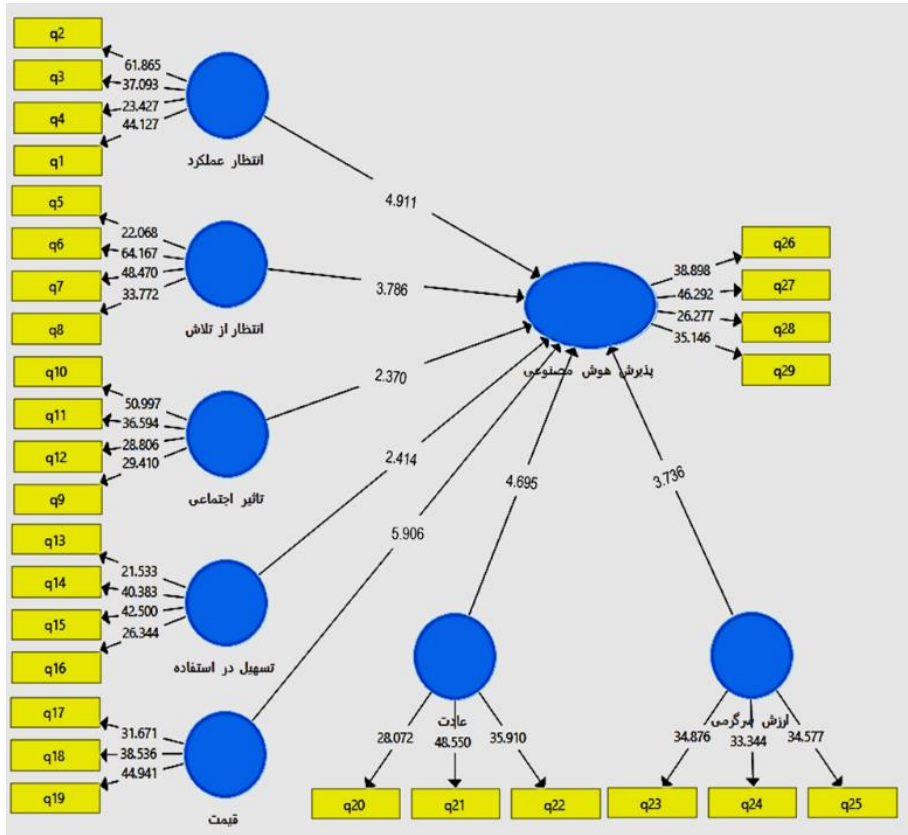 q2
61.865
q3
37.093
q4
23.427
44.127
q1
انتظار عملکرد
4.911
q5
22.068
q6
64.167
q7
48.470
33.772
q8
انتظار از تلاش
3.786
q26
38.898
q27
46.292
q28
26.277
35.146
q29
پذیرش هوش مصنوعی
q10
50.997
q11
36.594
q12
28.806
29.410
q9
تاثیر اجتماعی
2.370
q13
21.533
q14
40.383
q15
42.500
26.344
q16
تسهیل در استفاده
2.414
q17
31.671
q18
38.536
44.941
q19
قیمت
5.906
4.695
عادت
28.072
48.550
35.910
q20
q21
q22
3.736
ارزش سرگرمی
34.876
33.344
34.577
q23
q24
q25